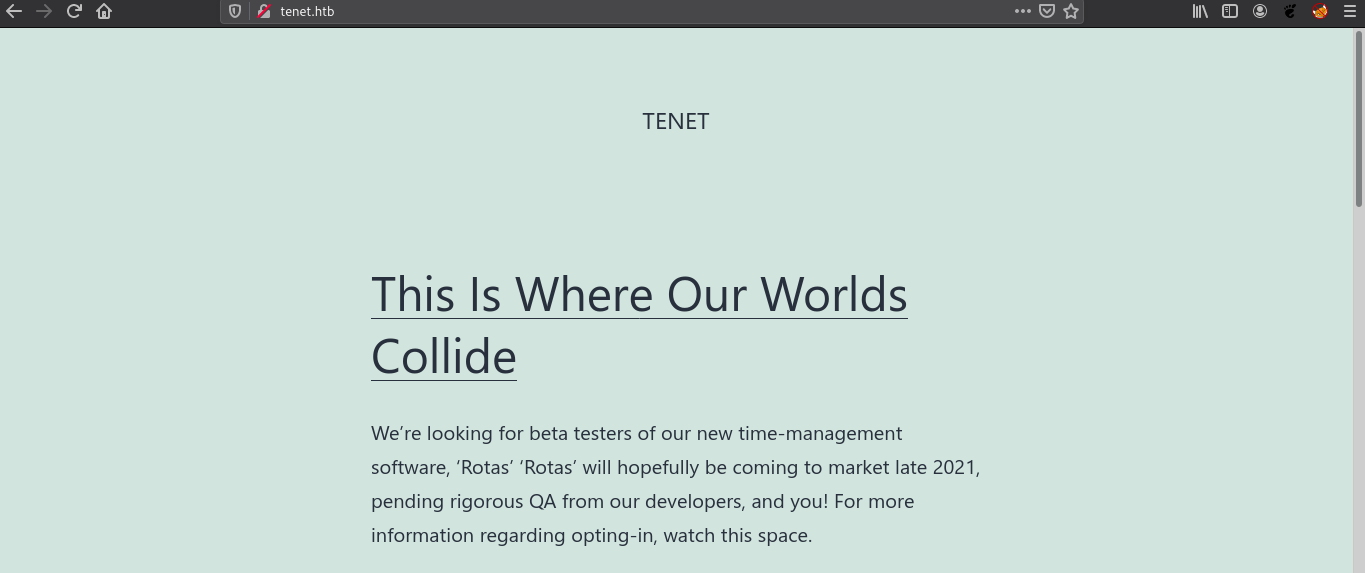 tenet.htb
TENET
This Is Where Our Worlds
Collide
We’re looking for beta testers of our new time-management
software, ‘Rotas’ ‘Rotas’ will hopefully be coming to market late 2021,
pending rigorous QA from our developers, and you! For more
information regarding opting-in, watch this space.